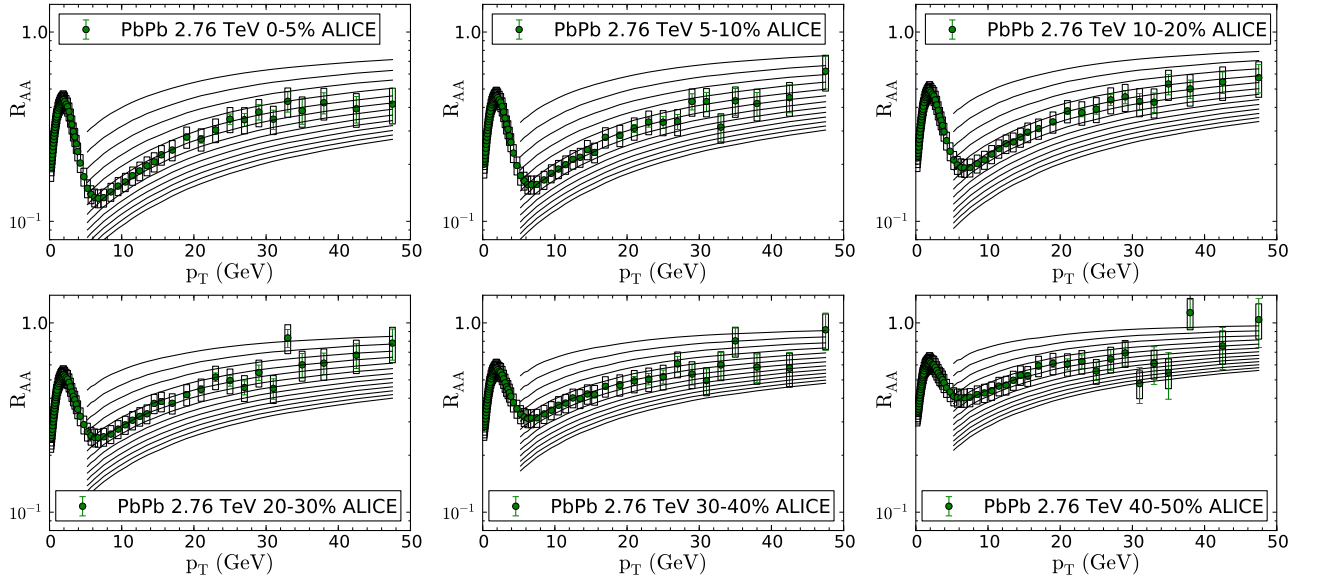 PbPb 2.76 TeV 0-5% ALICE
1.0
R_AA
10^−1
0 10 20 30 40 50
p_T (GeV)
PbPb 2.76 TeV 5-10% ALICE
1.0
R_AA
10^−1
0 10 20 30 40 50
p_T (GeV)
PbPb 2.76 TeV 10-20% ALICE
1.0
R_AA
10^−1
0 10 20 30 40 50
p_T (GeV)
1.0
R_AA
PbPb 2.76 TeV 20-30% ALICE
10^−1
0 10 20 30 40 50
p_T (GeV)
1.0
R_AA
PbPb 2.76 TeV 30-40% ALICE
10^−1
0 10 20 30 40 50
p_T (GeV)
1.0
R_AA
PbPb 2.76 TeV 40-50% ALICE
10^−1
0 10 20 30 40 50
p_T (GeV)